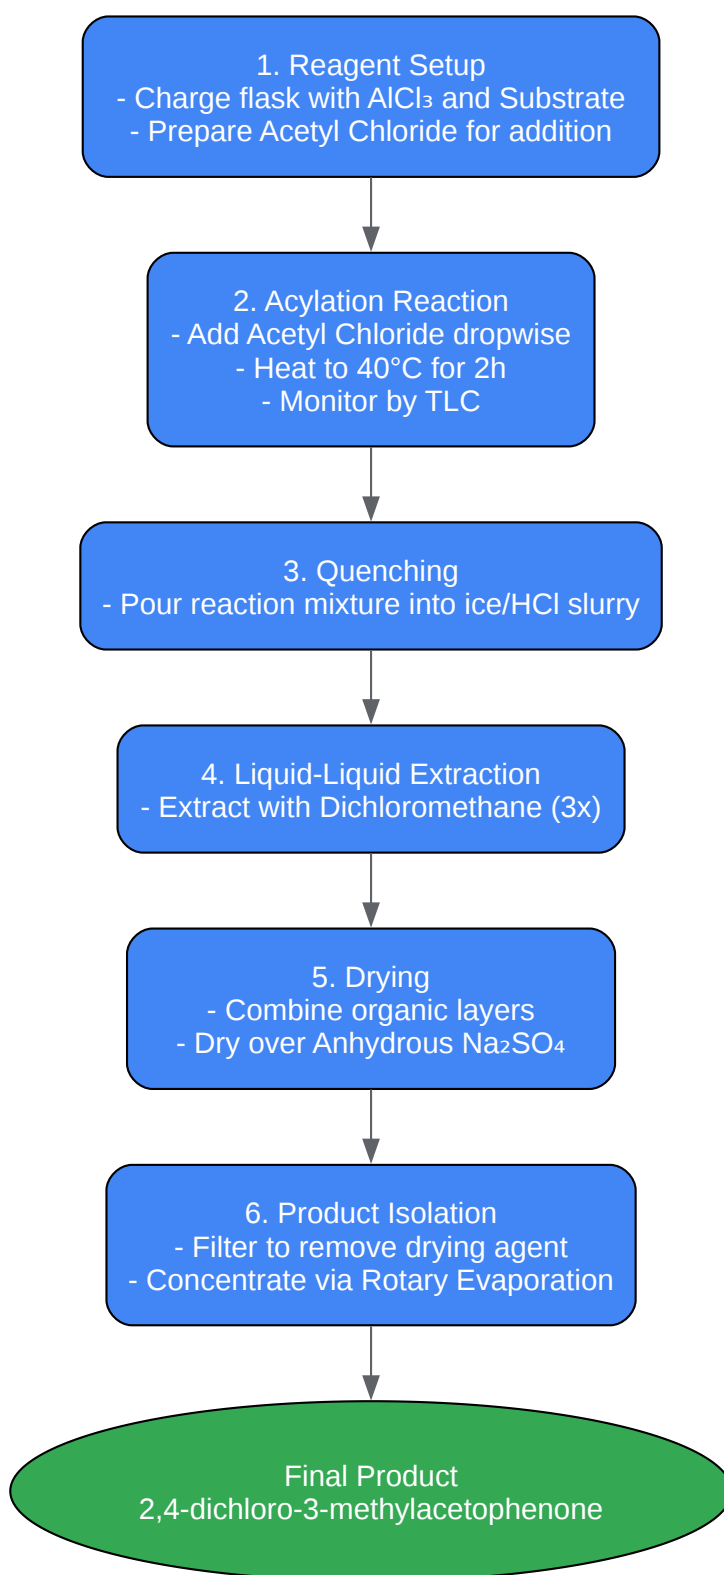 1. Reagent Setup
- Charge flask with AlCl₃ and Substrate
- Prepare Acetyl Chloride for addition
2. Acylation Reaction
- Add Acetyl Chloride dropwise
- Heat to 40°C for 2h
- Monitor by TLC
3. Quenching
- Pour reaction mixture into ice/HCl slurry
4. Liquid-Liquid Extraction
- Extract with Dichloromethane (3x)
5. Drying
- Combine organic layers
- Dry over Anhydrous Na₂SO₄
6. Product Isolation
- Filter to remove drying agent
- Concentrate via Rotary Evaporation
Final Product
2,4-dichloro-3-methylacetophenone